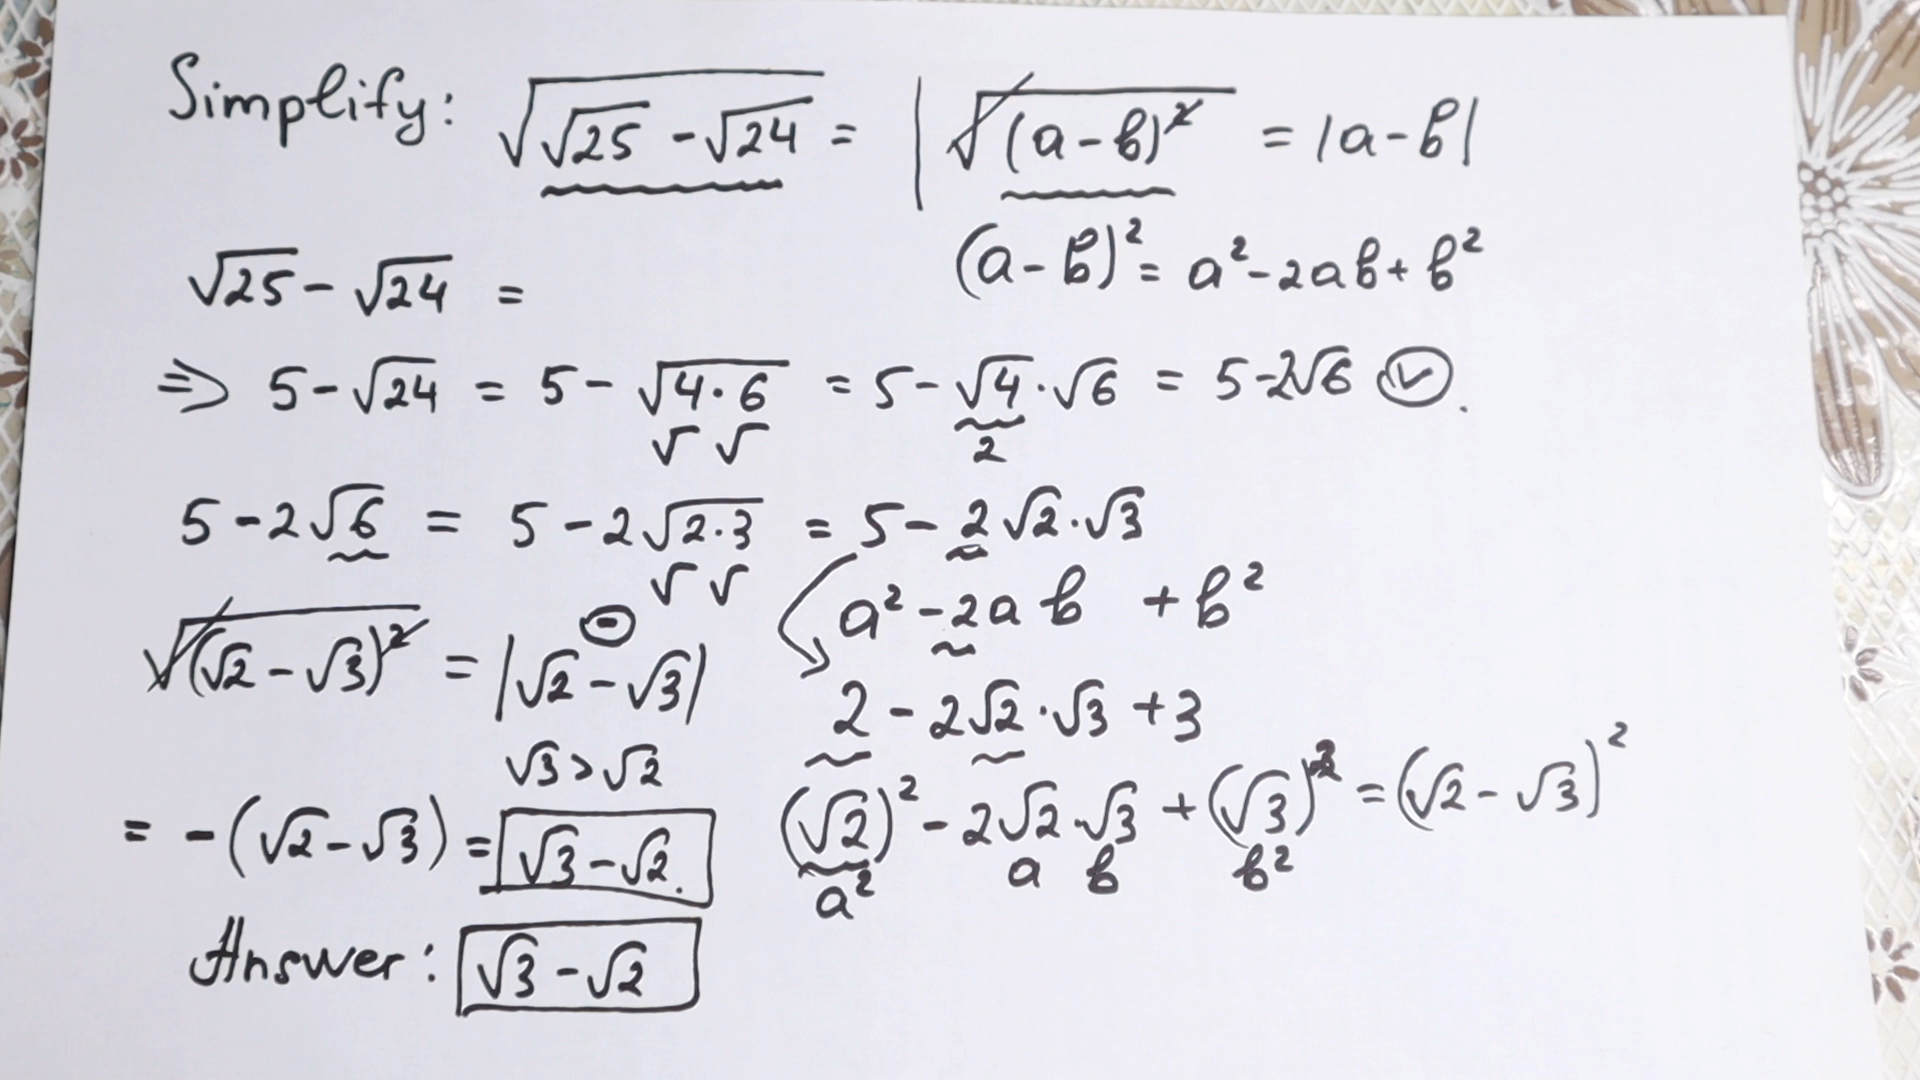 Simplify: √(√25 - √24) = | √(a-b)² = |a-b|
(a-b)² = a² - 2ab + b²
√25 - √24 =
⇒ 5 - √24 = 5 - √(4·6) = 5 - √4·√6 = 5 - 2√6 ✓.
√ √ 2
5 - 2√6 = 5 - 2√(2·3) = 5 - 2√2·√3
√ √
a² - 2ab + b²
√(√2 - √3)² = |√2 - √3|
-
2 - 2√2·√3 + 3
√3 > √2
(√2)² - 2√2·√3 + (√3)² = (√2 - √3)²
a² a b b²
= -(√2 - √3) = √3 - √2.
Answer: √3 - √2